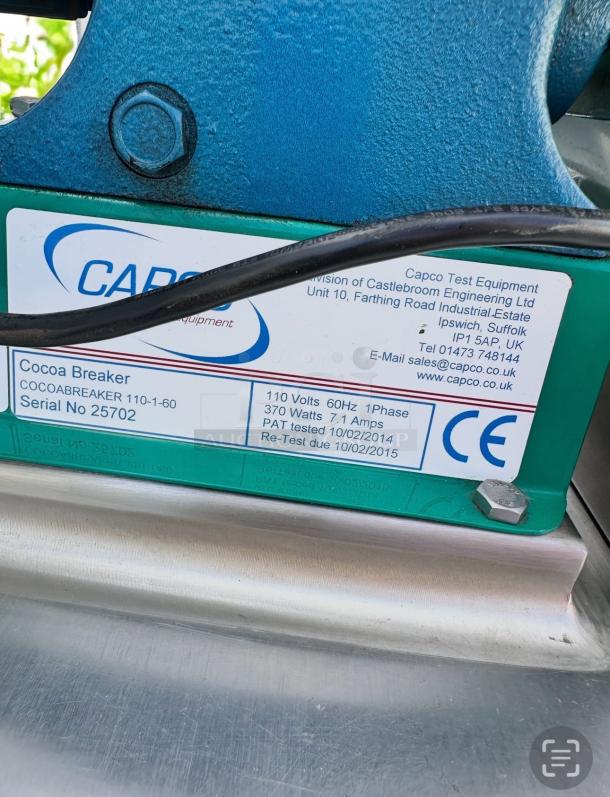 CAPCO
equipment
Capco Test Equipment
Division of Castlebroom Engineering Ltd
Unit 10, Farthing Road Industrial Estate
Ipswich, Suffolk
IP1 5AP, UK
Tel 01473 748144
E-Mail sales@capco.co.uk
www.capco.co.uk
Cocoa Breaker
COCOABREAKER 110-1-60
Serial No 25702
110 Volts 60Hz 1Phase
370 Watts 7.1 Amps
PAT tested 10/02/2014
Re-Test due 10/02/2015
CE